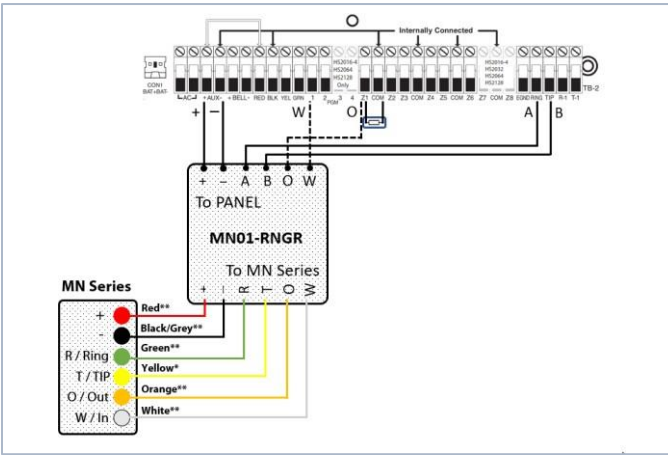 Internally Connected
HS2016-4
HS2064
HS2128
Only
HS2016-4
HS2032
HS2064
HS2128
CON1
BAT+BAT-
AC
+AUX-
+BELL-
RED BLK YEL GRN
1 2 PGM 3 4
Z1 COM Z2 Z3 COM Z4 Z5 COM Z6 Z7 COM Z8
EGND RING TIP R-1 T-1
TB-2
+ − W O A B
+ − A B O W
To PANEL
MN01-RNGR
To MN Series
+ − R T O W
MN Series
+ Red**
- Black/Grey**
R / Ring Green**
T / TIP Yellow*
O / Out Orange**
W / In White**